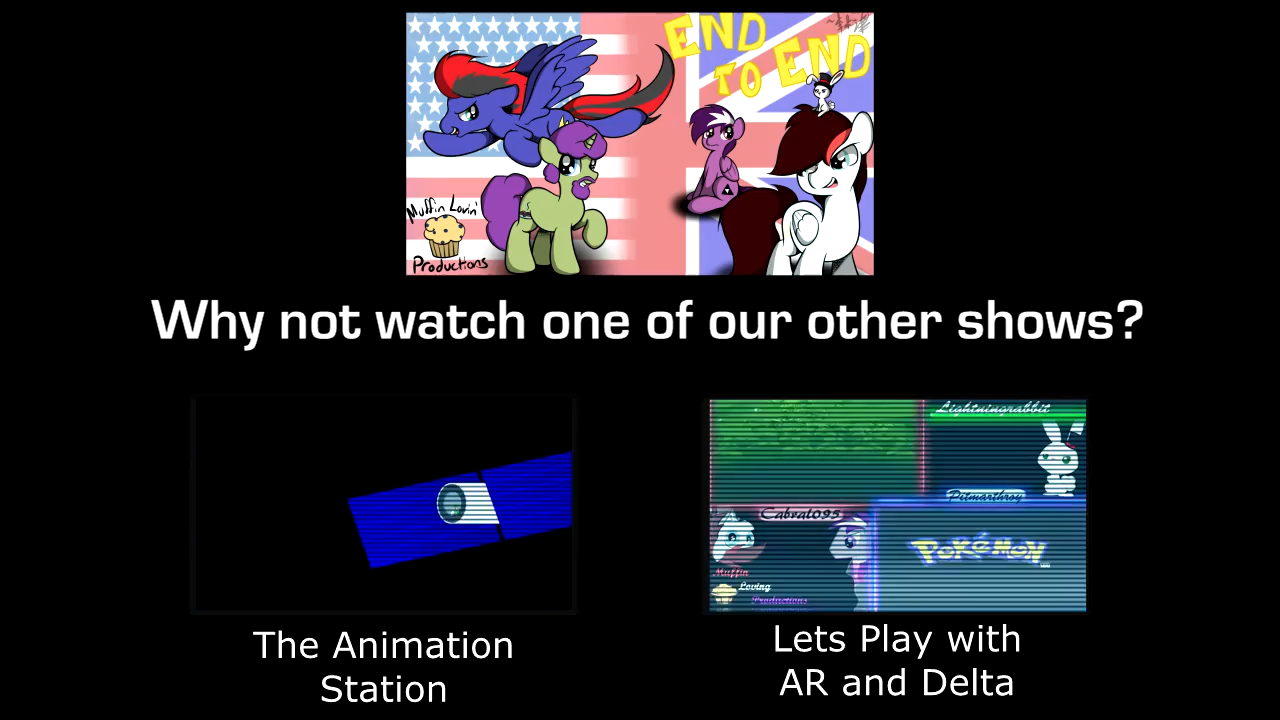 END
TO END
Muffin Lovin'
Productions
Why not watch one of our other shows?
Lightningrabbit
Cabral095
POKéMON
Muffin
Loving
Productions
The Animation
Station
Lets Play with
AR and Delta